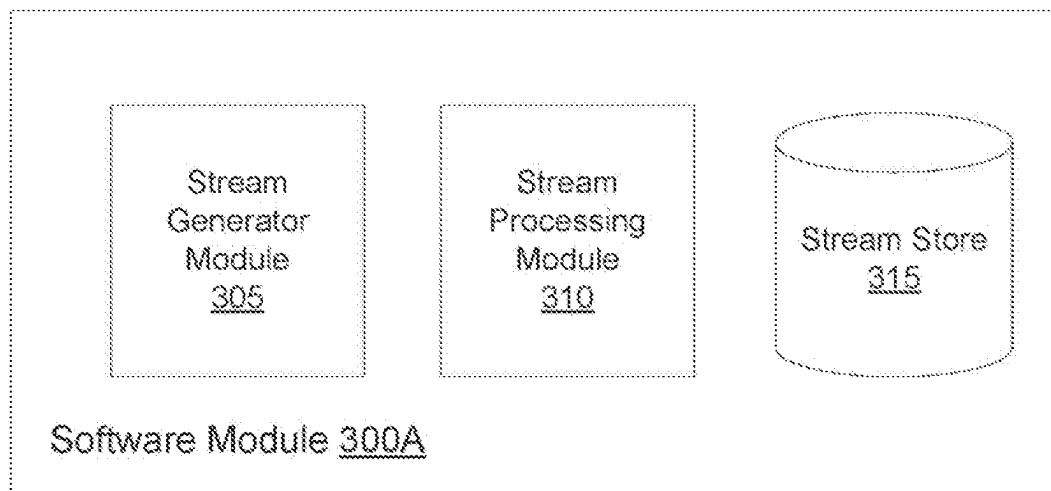 Stream
Generator
Module
305
Stream
Processing
Module
310
Stream Store
315
Software Module 300A